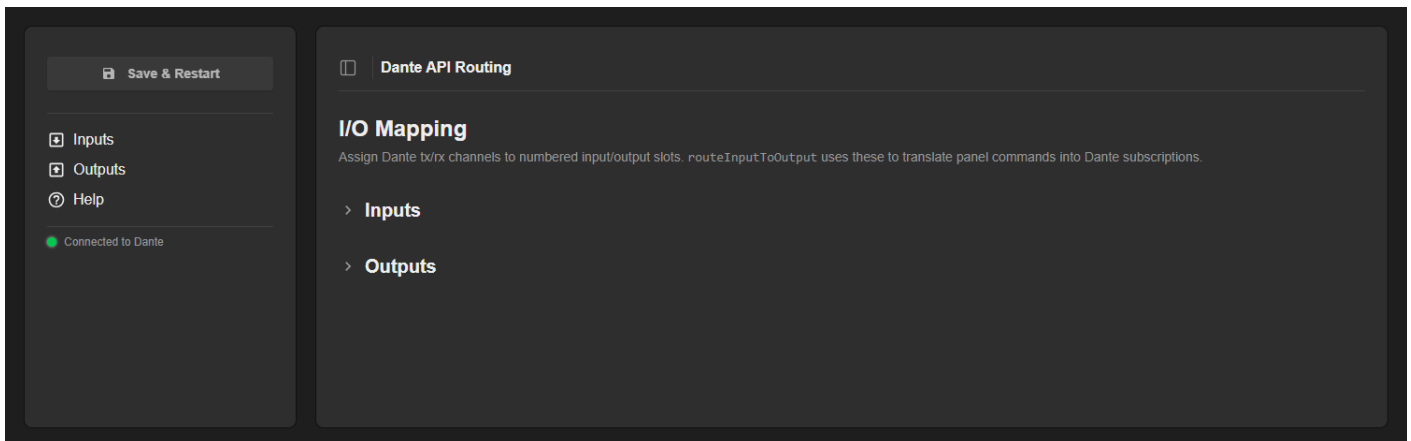 Save & Restart
Inputs
Outputs
Help
Connected to Dante
Dante API Routing
I/O Mapping
Assign Dante tx/rx channels to numbered input/output slots. routeInputToOutput uses these to translate panel commands into Dante subscriptions.
Inputs
Outputs